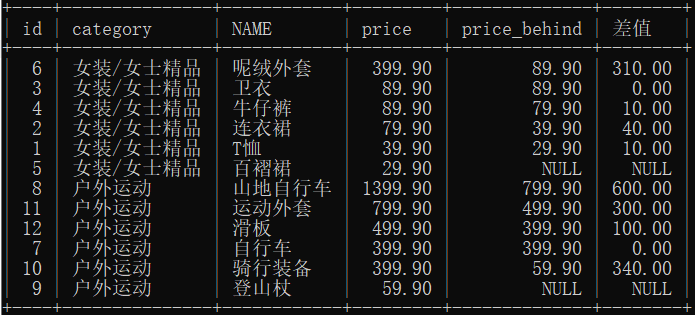 id category NAME price price_behind 差值
6 女装/女士精品 呢绒外套 399.90 89.90 310.00
3 女装/女士精品 卫衣 89.90 89.90 0.00
4 女装/女士精品 牛仔裤 89.90 79.90 10.00
2 女装/女士精品 连衣裙 79.90 39.90 40.00
1 女装/女士精品 T恤 39.90 29.90 10.00
5 女装/女士精品 百褶裙 29.90 NULL NULL
8 户外运动 山地自行车 1399.90 799.90 600.00
11 户外运动 运动外套 799.90 499.90 300.00
12 户外运动 滑板 499.90 399.90 100.00
7 户外运动 自行车 399.90 399.90 0.00
10 户外运动 骑行装备 399.90 59.90 340.00
9 户外运动 登山杖 59.90 NULL NULL